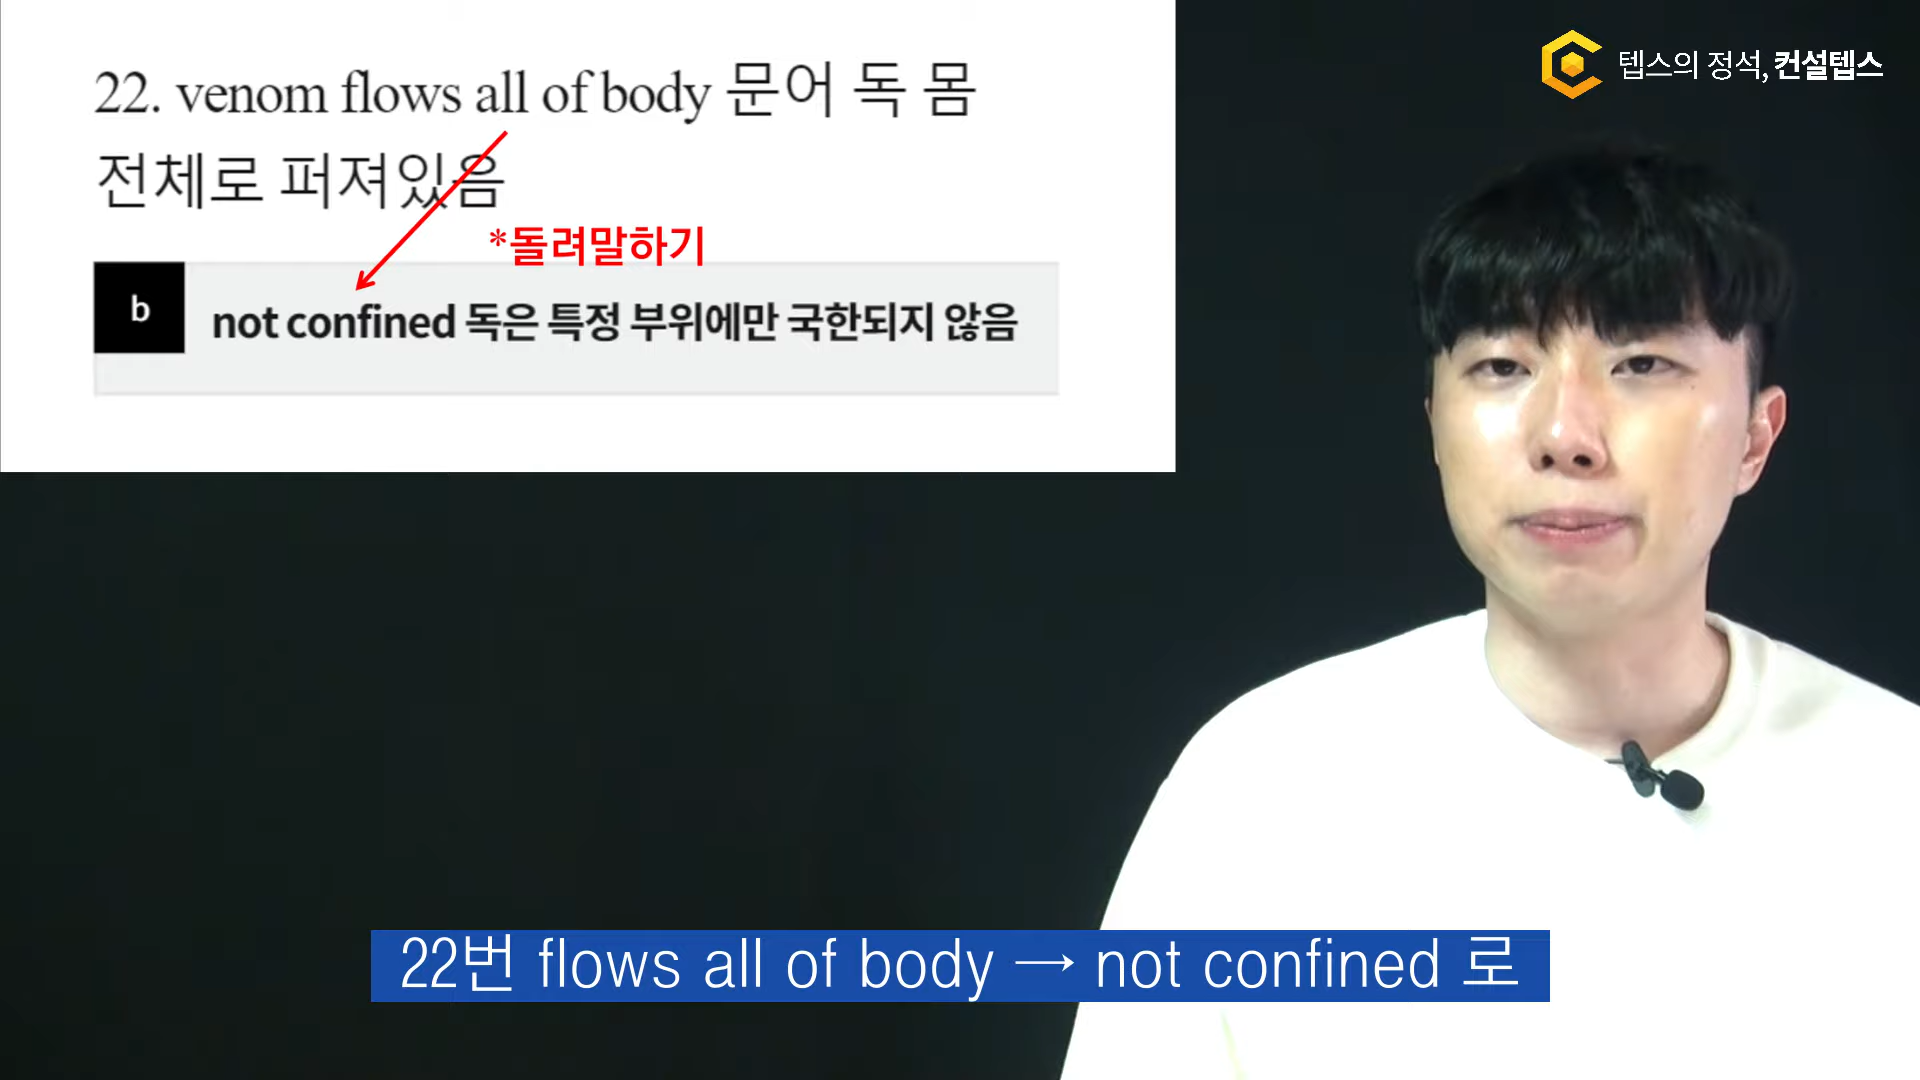 22. venom flows all of body 문어 독 몸
전체로 퍼져있음
*돌려말하기
b
not confined 독은 특정 부위에만 국한되지 않음
텝스의 정석, 컨설텝스
22번 flows all of body → not confined 로